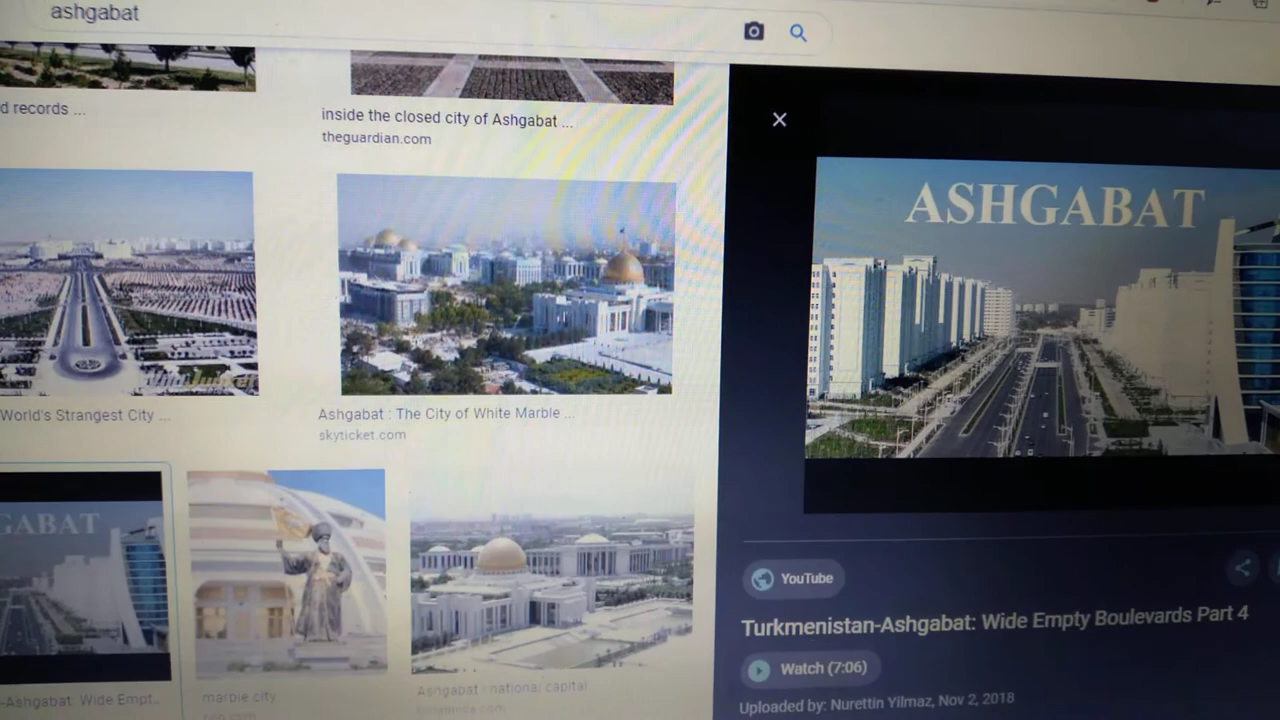 ashgabat
d records ...
inside the closed city of Ashgabat ...
theguardian.com
World's Strangest City ...
Ashgabat : The City of White Marble ...
skyticket.com
GABAT
-Ashgabat: Wide Empt..
marble city
Ashgabat : national capital
ASHGABAT
YouTube
Turkmenistan-Ashgabat: Wide Empty Boulevards Part 4
Watch (7:06)
Uploaded by: Nurettin Yilmaz, Nov 2, 2018